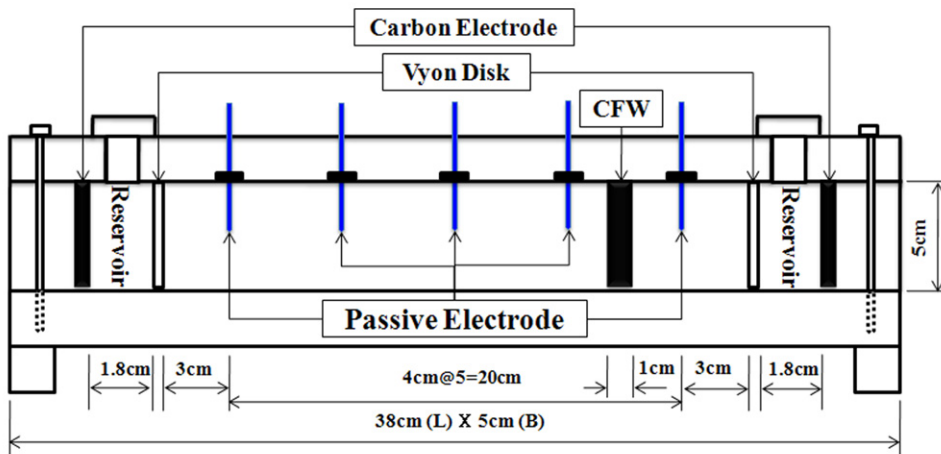 Carbon Electrode
Vyon Disk
CFW
Reservoir
Reservoir
5cm
Passive Electrode
1.8cm
3cm
4cm@5=20cm
1cm
3cm
1.8cm
38cm (L) X 5cm (B)